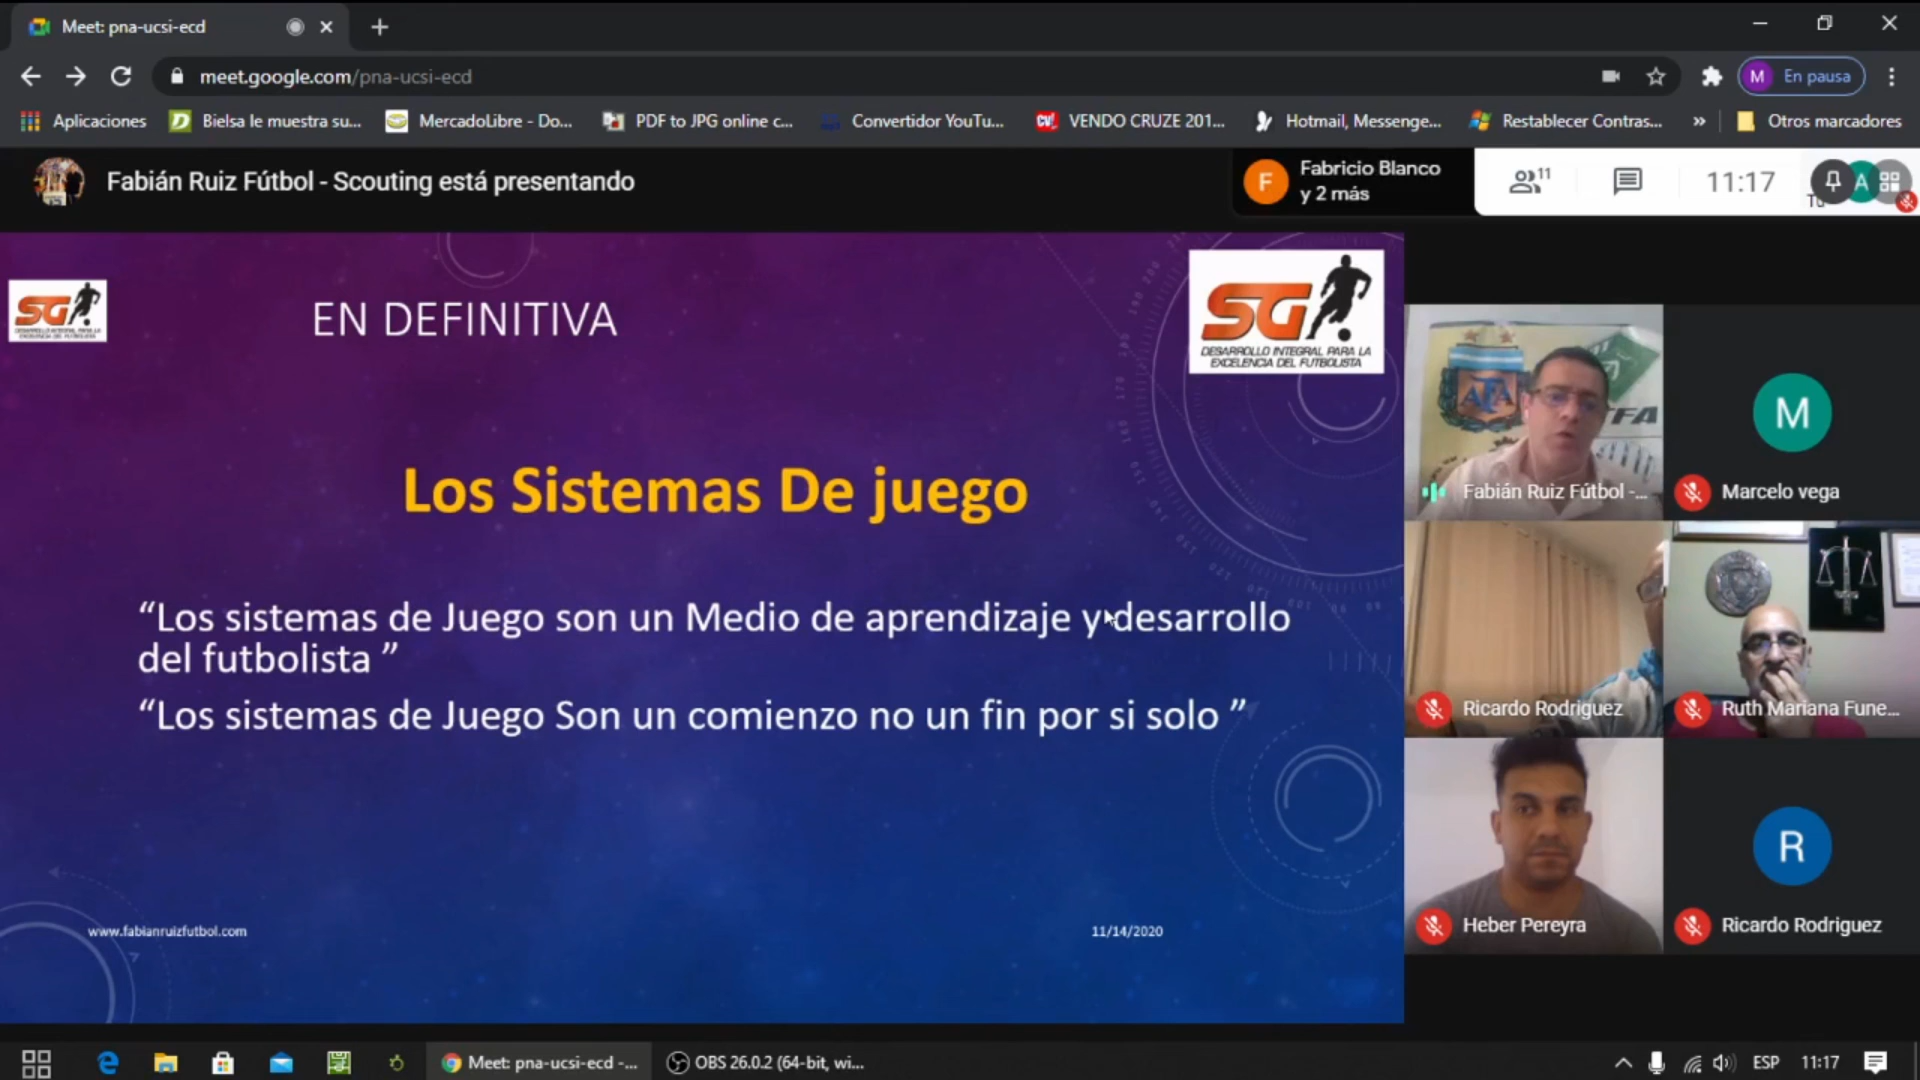 Meet: pna-ucsi-ecd
meet.google.com/pna-ucsi-ecd
M En pausa
Aplicaciones
Bielsa le muestra su...
MercadoLibre - Do...
PDF to JPG online c...
Convertidor YouTu...
VENDO CRUZE 201...
Hotmail, Messenge...
Restablecer Contras...
»
Otros marcadores
Fabián Ruiz Fútbol - Scouting está presentando
F
Fabricio Blanco
y 2 más
11
11:17
A
SG
EN DEFINITIVA
SG
DESARROLLO INTEGRAL PARA LA
EXCELENCIA DEL FUTBOLISTA
Los Sistemas De juego
“Los sistemas de Juego son un Medio de aprendizaje y desarrollo
del futbolista ”
“Los sistemas de Juego Son un comienzo no un fin por si solo ”
www.fabianruizfutbol.com
11/14/2020
AFA
Fabián Ruiz Fútbol -...
M
Marcelo vega
Ricardo Rodriguez
Ruth Mariana Fune...
Heber Pereyra
R
Ricardo Rodriguez
Meet: pna-ucsi-ecd -...
OBS 26.0.2 (64-bit, wi...
ESP
11:17